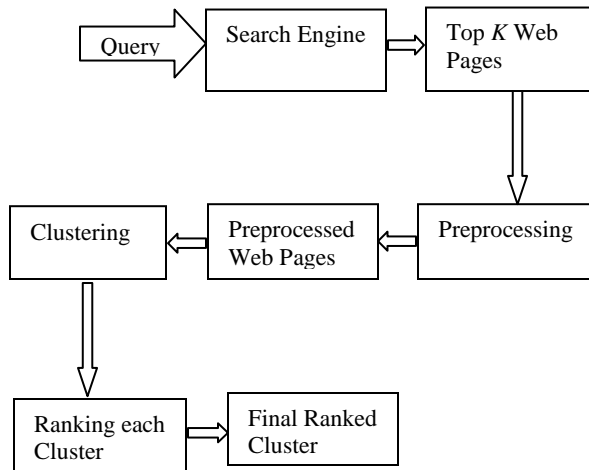 Query
Search Engine
Top K Web
Pages
Clustering
Preprocessed
Web Pages
Preprocessing
Ranking each
Cluster
Final Ranked
Cluster